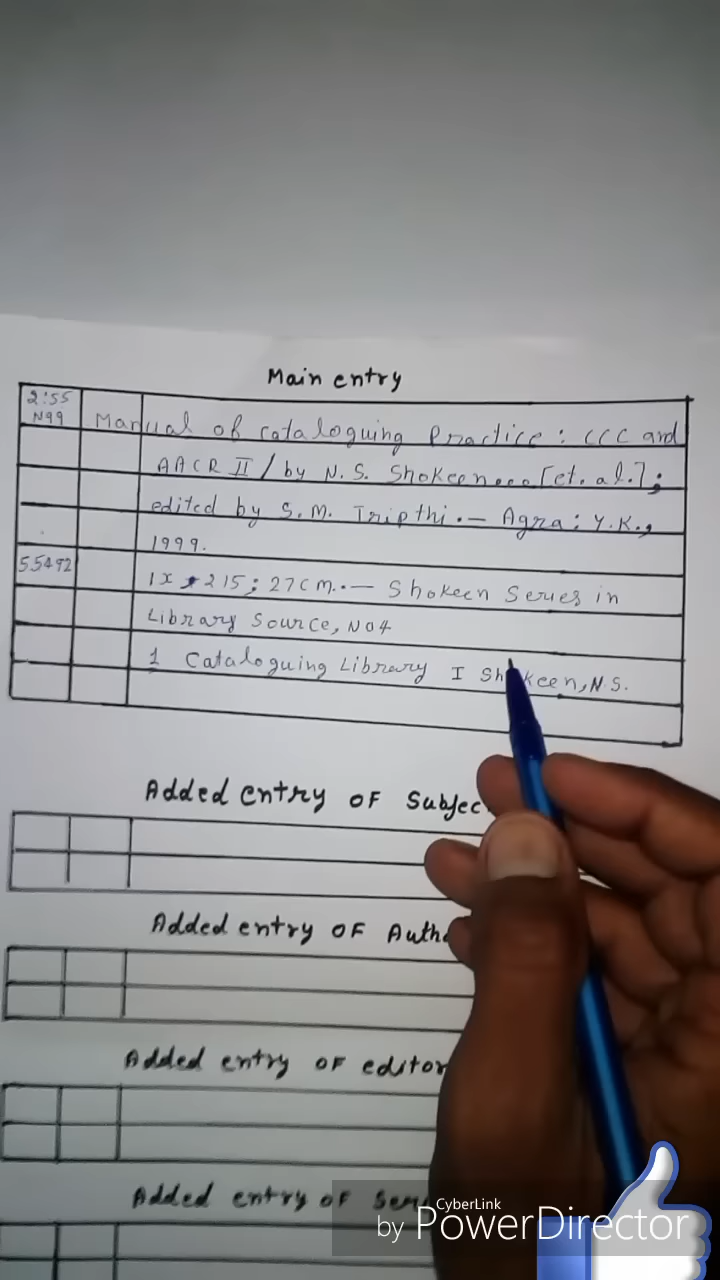 Main entry
2:55
N99 Manual of cataloguing Practice: CCC and
AACR II / by N.S. Shokeen... [et. al.];
edited by S.M. Tripthi. — Agra: Y.K.,
1999.
55492
ix, 215; 27cm. — Shokeen Series in
Library Source, No4
1 Cataloguing Library I Shokeen, N.S.
Added entry OF Subjec
Added entry OF Auth
Added entry OF editor
Added entry OF Seri
CyberLink
by PowerDirector